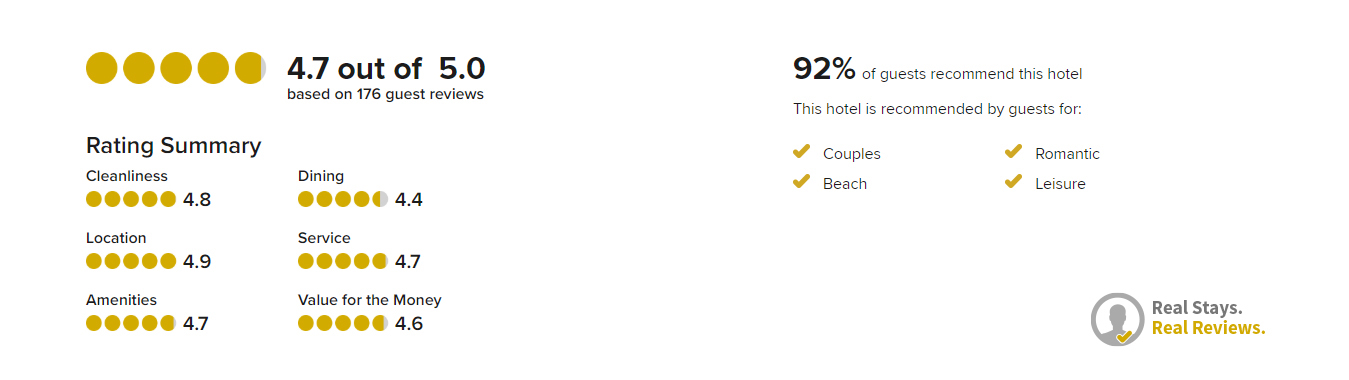 4.7 out of 5.0
based on 176 guest reviews
Rating Summary
Cleanliness
4.8
Dining
4.4
Location
4.9
Service
4.7
Amenities
4.7
Value for the Money
4.6
92% of guests recommend this hotel
This hotel is recommended by guests for:
Couples
Romantic
Beach
Leisure
Real Stays.
Real Reviews.